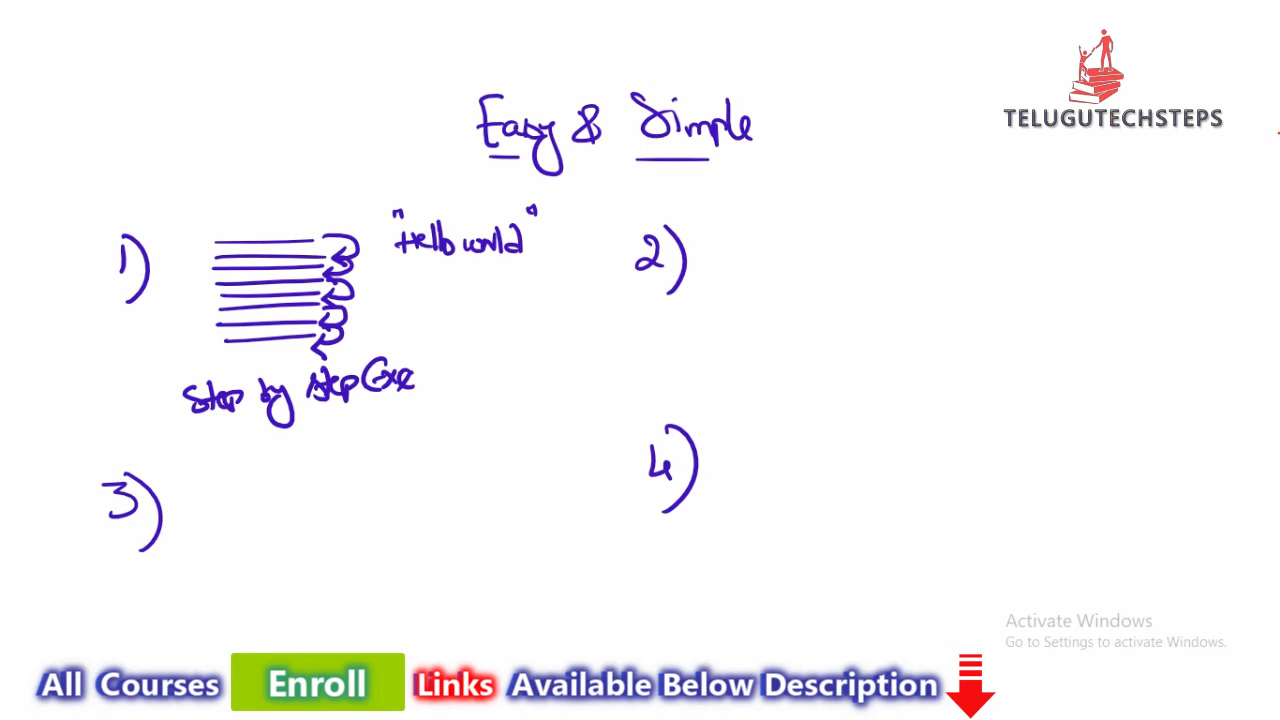 Easy & Simple
TELUGUTECHSTEPS
1)
"Hello world"
2)
Step by step Exe
3)
4)
Activate Windows
Go to Settings to activate Windows.
All Courses Enroll Links Available Below Description